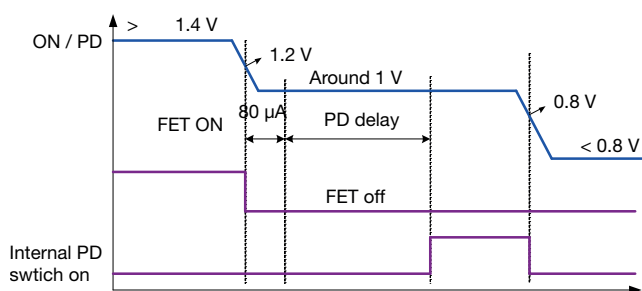 > 1.4 V
ON / PD
1.2 V
Around 1 V
0.8 V
80 µA
PD delay
FET ON
< 0.8 V
FET off
Internal PD
swtich on